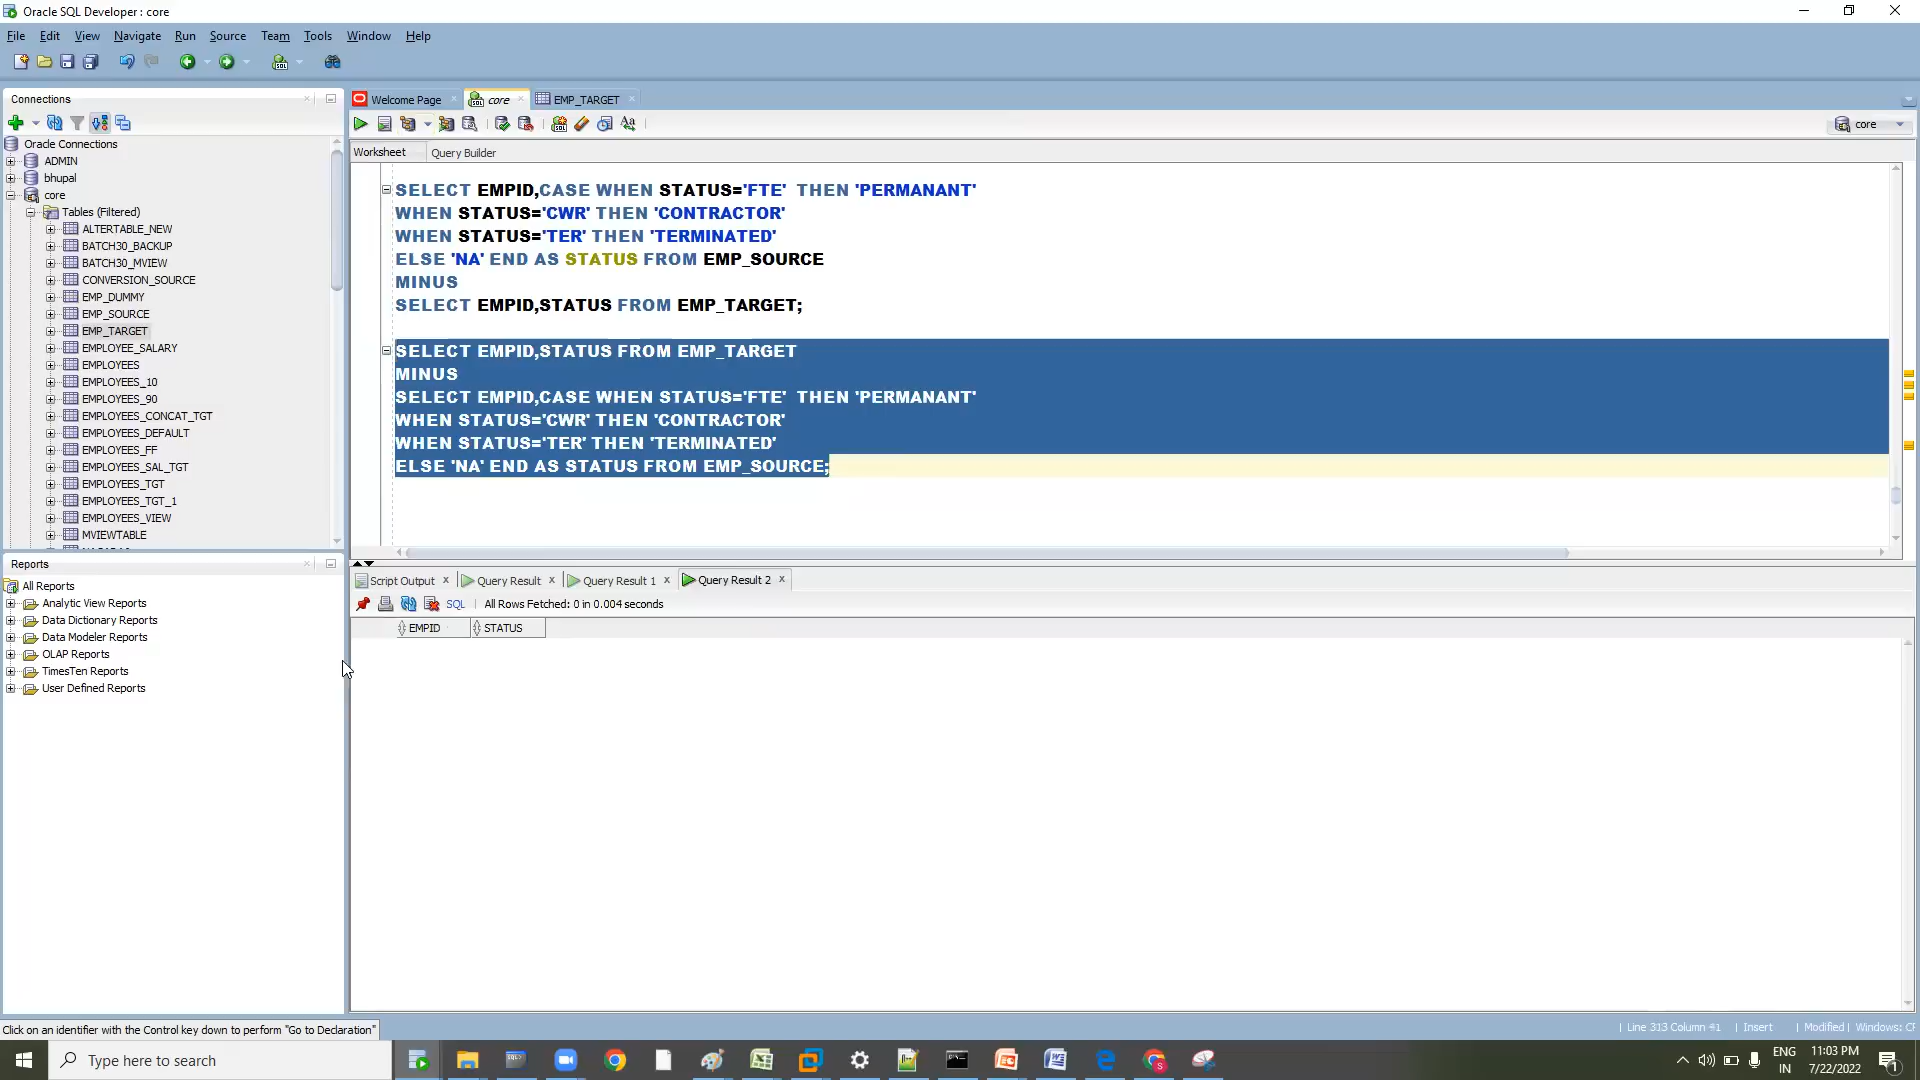 Oracle SQL Developer : core
File Edit View Navigate Run Source Team Tools Window Help
Connections
Oracle Connections
ADMIN
bhupal
core
Tables (Filtered)
ALTERTABLE_NEW
BATCH30_BACKUP
BATCH30_MVIEW
CONVERSION_SOURCE
EMP_DUMMY
EMP_SOURCE
EMP_TARGET
EMPLOYEE_SALARY
EMPLOYEES
EMPLOYEES_10
EMPLOYEES_90
EMPLOYEES_CONCAT_TGT
EMPLOYEES_DEFAULT
EMPLOYEES_FF
EMPLOYEES_SAL_TGT
EMPLOYEES_TGT
EMPLOYEES_TGT_1
EMPLOYEES_VIEW
MVIEWTABLE
Reports
All Reports
Analytic View Reports
Data Dictionary Reports
Data Modeler Reports
OLAP Reports
TimesTen Reports
User Defined Reports
Welcome Page core EMP_TARGET
core
Worksheet Query Builder
SELECT EMPID,CASE WHEN STATUS='FTE'  THEN 'PERMANANT'
WHEN STATUS='CWR' THEN 'CONTRACTOR'
WHEN STATUS='TER' THEN 'TERMINATED'
ELSE 'NA' END AS STATUS FROM EMP_SOURCE
MINUS
SELECT EMPID,STATUS FROM EMP_TARGET;
SELECT EMPID,STATUS FROM EMP_TARGET
MINUS
SELECT EMPID,CASE WHEN STATUS='FTE'  THEN 'PERMANANT'
WHEN STATUS='CWR' THEN 'CONTRACTOR'
WHEN STATUS='TER' THEN 'TERMINATED'
ELSE 'NA' END AS STATUS FROM EMP_SOURCE;
Script Output Query Result Query Result 1 Query Result 2
SQL All Rows Fetched: 0 in 0.004 seconds
EMPID STATUS
Click on an identifier with the Control key down to perform "Go to Declaration"
Line 313 Column 41 Insert Modified Windows: CF
Type here to search
ENG
IN
11:03 PM
7/22/2022